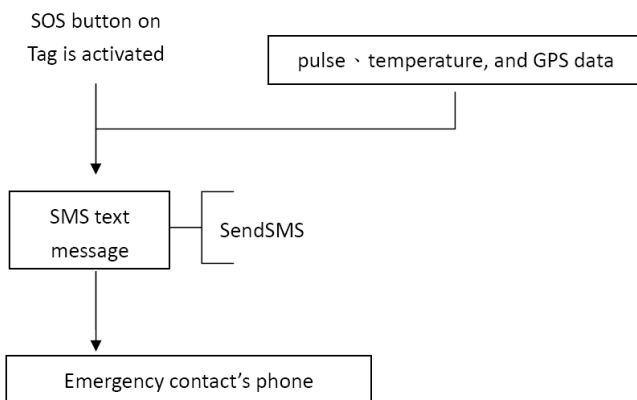 SOS button on
Tag is activated
pulse、temperature, and GPS data
SMS text
message
SendSMS
Emergency contact’s phone